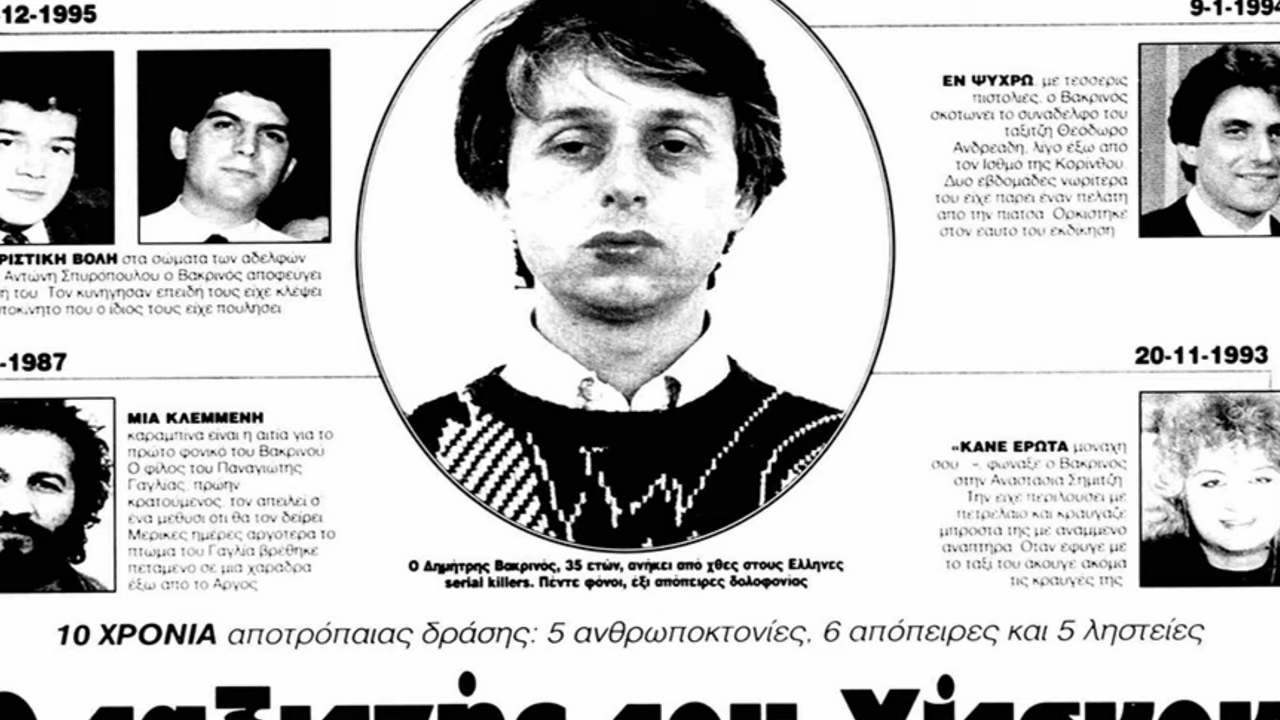 -12-1995
9-1-1994
ΕΝ ΨΥΧΡΩ, με τέσσερις
πιστολιές, ο Βακρινός
σκοτώνει το συνάδελφό του
ταξιτζή Θεόδωρο
Ανδρεάδη, λίγο έξω από
τον Ισθμό της Κορίνθου.
Δυο εβδομάδες νωρίτερα
του είχε πάρει έναν πελάτη
από την πιάτσα. Ορκίστηκε
στον εαυτό του εκδίκηση
ΡΙΣΤΙΚΗ ΒΟΛΗ στα σώματα των αδελφών
Αντώνη Σπυρόπουλου ο Βακρινός αποφεύγει
ή του. Τον κυνήγησαν επειδή τους είχε κλέψει
τοκίνητο που ο ίδιος τους είχε πουλήσει
-1987
ΜΙΑ ΚΛΕΜΜΕΝΗ
καραμπίνα είναι η αιτία για το
πρώτο φονικό του Βακρινού.
Ο φίλος του Παναγιώτης
Γαγλίας, πρώην
κρατούμενος, τον απειλεί σ'
ένα μεθύσι ότι θα τον δείρει.
Μερικές ημέρες αργότερα το
πτώμα του Γαγλία βρέθηκε
πεταμένο σε μια χαράδρα
έξω από το Αργος
20-11-1993
«ΚΑΝΕ ΕΡΩΤΑ μονάχη
σου...», φώναξε ο Βακρινός
στην Αναστασία Σημιτζή.
Την είχε περιλούσει με
πετρέλαιο και κραύγαζε
μπροστά της με αναμμένο
αναπτήρα. Οταν έφυγε με
το ταξί του άκουγε ακόμα
τις κραυγές της
Ο Δημήτρης Βακρινός, 35 ετών, ανήκει από χθες στους Ελληνες
serial killers. Πέντε φόνοι, έξι απόπειρες δολοφονίας
10 ΧΡΟΝΙΑ αποτρόπαιας δράσης: 5 ανθρωποκτονίες, 6 απόπειρες και 5 ληστείες